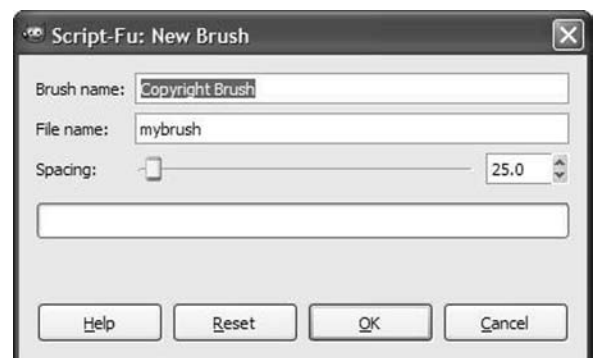 Script-Fu: New Brush
Brush name: Copyright Brush
File name: mybrush
Spacing: 25.0
Help Reset OK Cancel